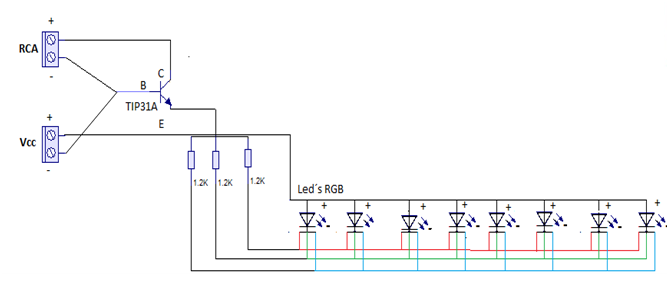 +
RCA
C
B
-
TIP31A
+
E
Vcc
-
1.2K 1.2K 1.2K
Led´s RGB
+ + + + + + + +
- - - - - - - -